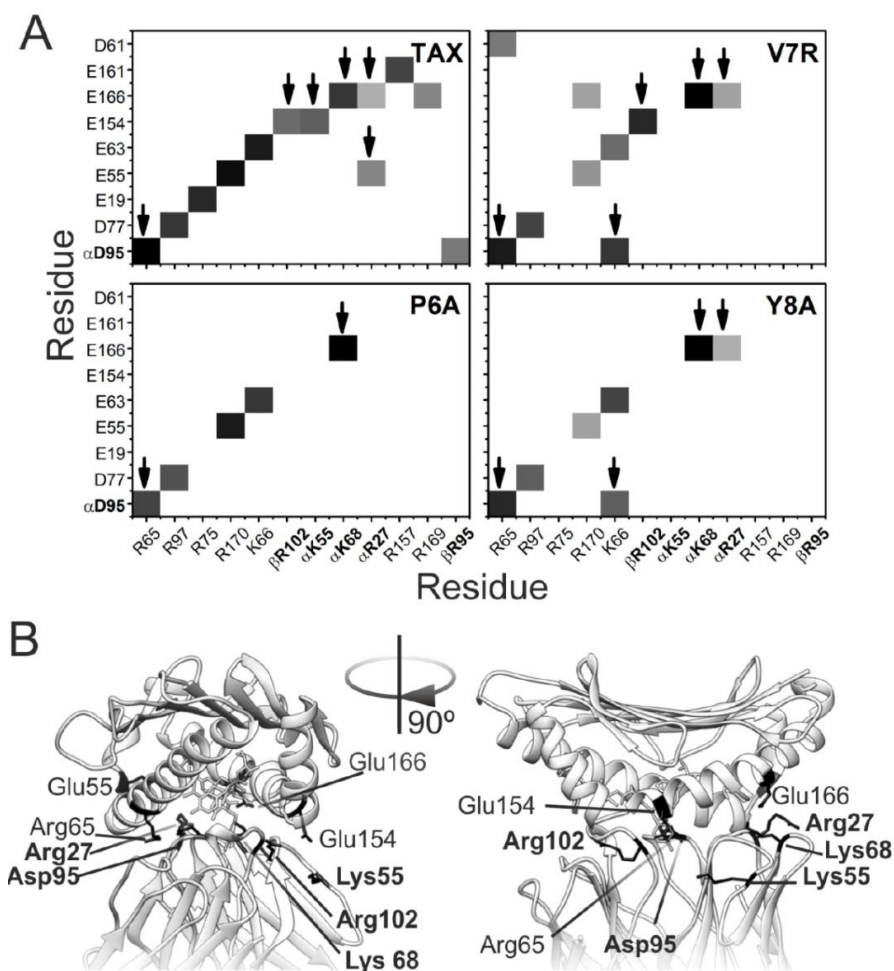 A
Residue
TAX
D61
E161
E166
E154
E63
E55
E19
D77
αD95
V7R
P6A
D61
E161
E166
E154
E63
E55
E19
D77
αD95
Y8A
R65
R97
R75
R170
K66
βR102
αK55
αK68
αR27
R157
R169
βR95
R65
R97
R75
R170
K66
βR102
αK55
αK68
αR27
R157
R169
βR95
Residue
B
90º
Glu55
Arg65
Arg27
Asp95
Glu166
Glu154
Lys55
Arg102
Lys 68
Glu154
Arg102
Arg65
Asp95
Glu166
Arg27
Lys68
Lys55